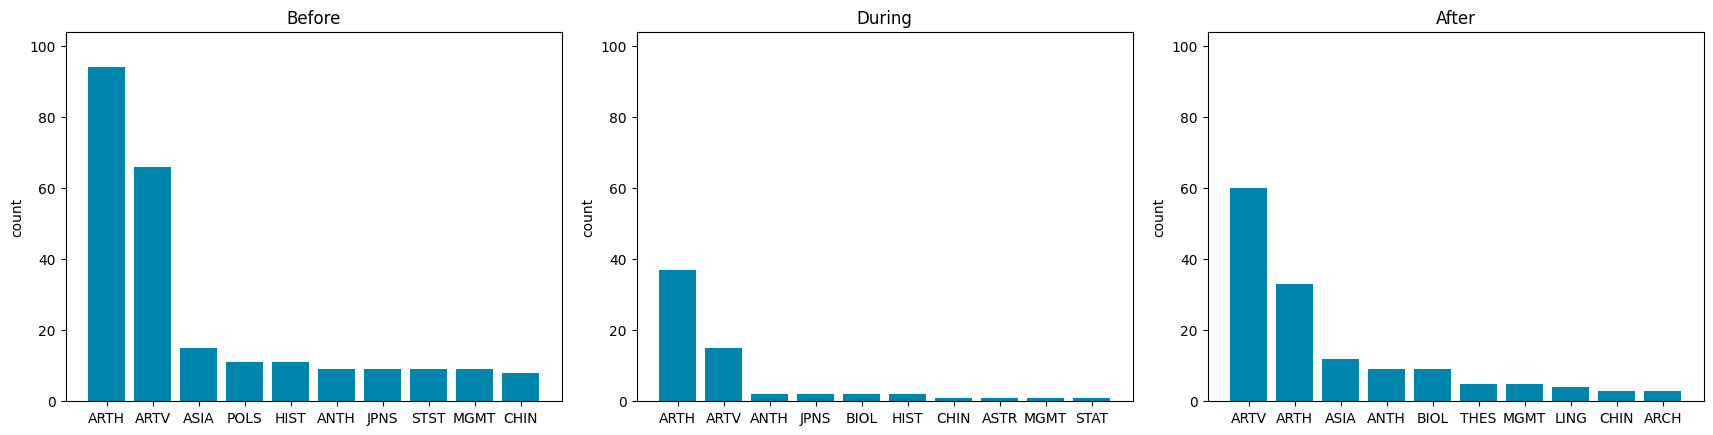 Before
count
100
80
60
40
20
0
ARTH ARTV ASIA POLS HIST ANTH JPNS STST MGMT CHIN
During
count
100
80
60
40
20
0
ARTH ARTV ANTH JPNS BIOL HIST CHIN ASTR MGMT STAT
After
count
100
80
60
40
20
0
ARTV ARTH ASIA ANTH BIOL THES MGMT LING CHIN ARCH